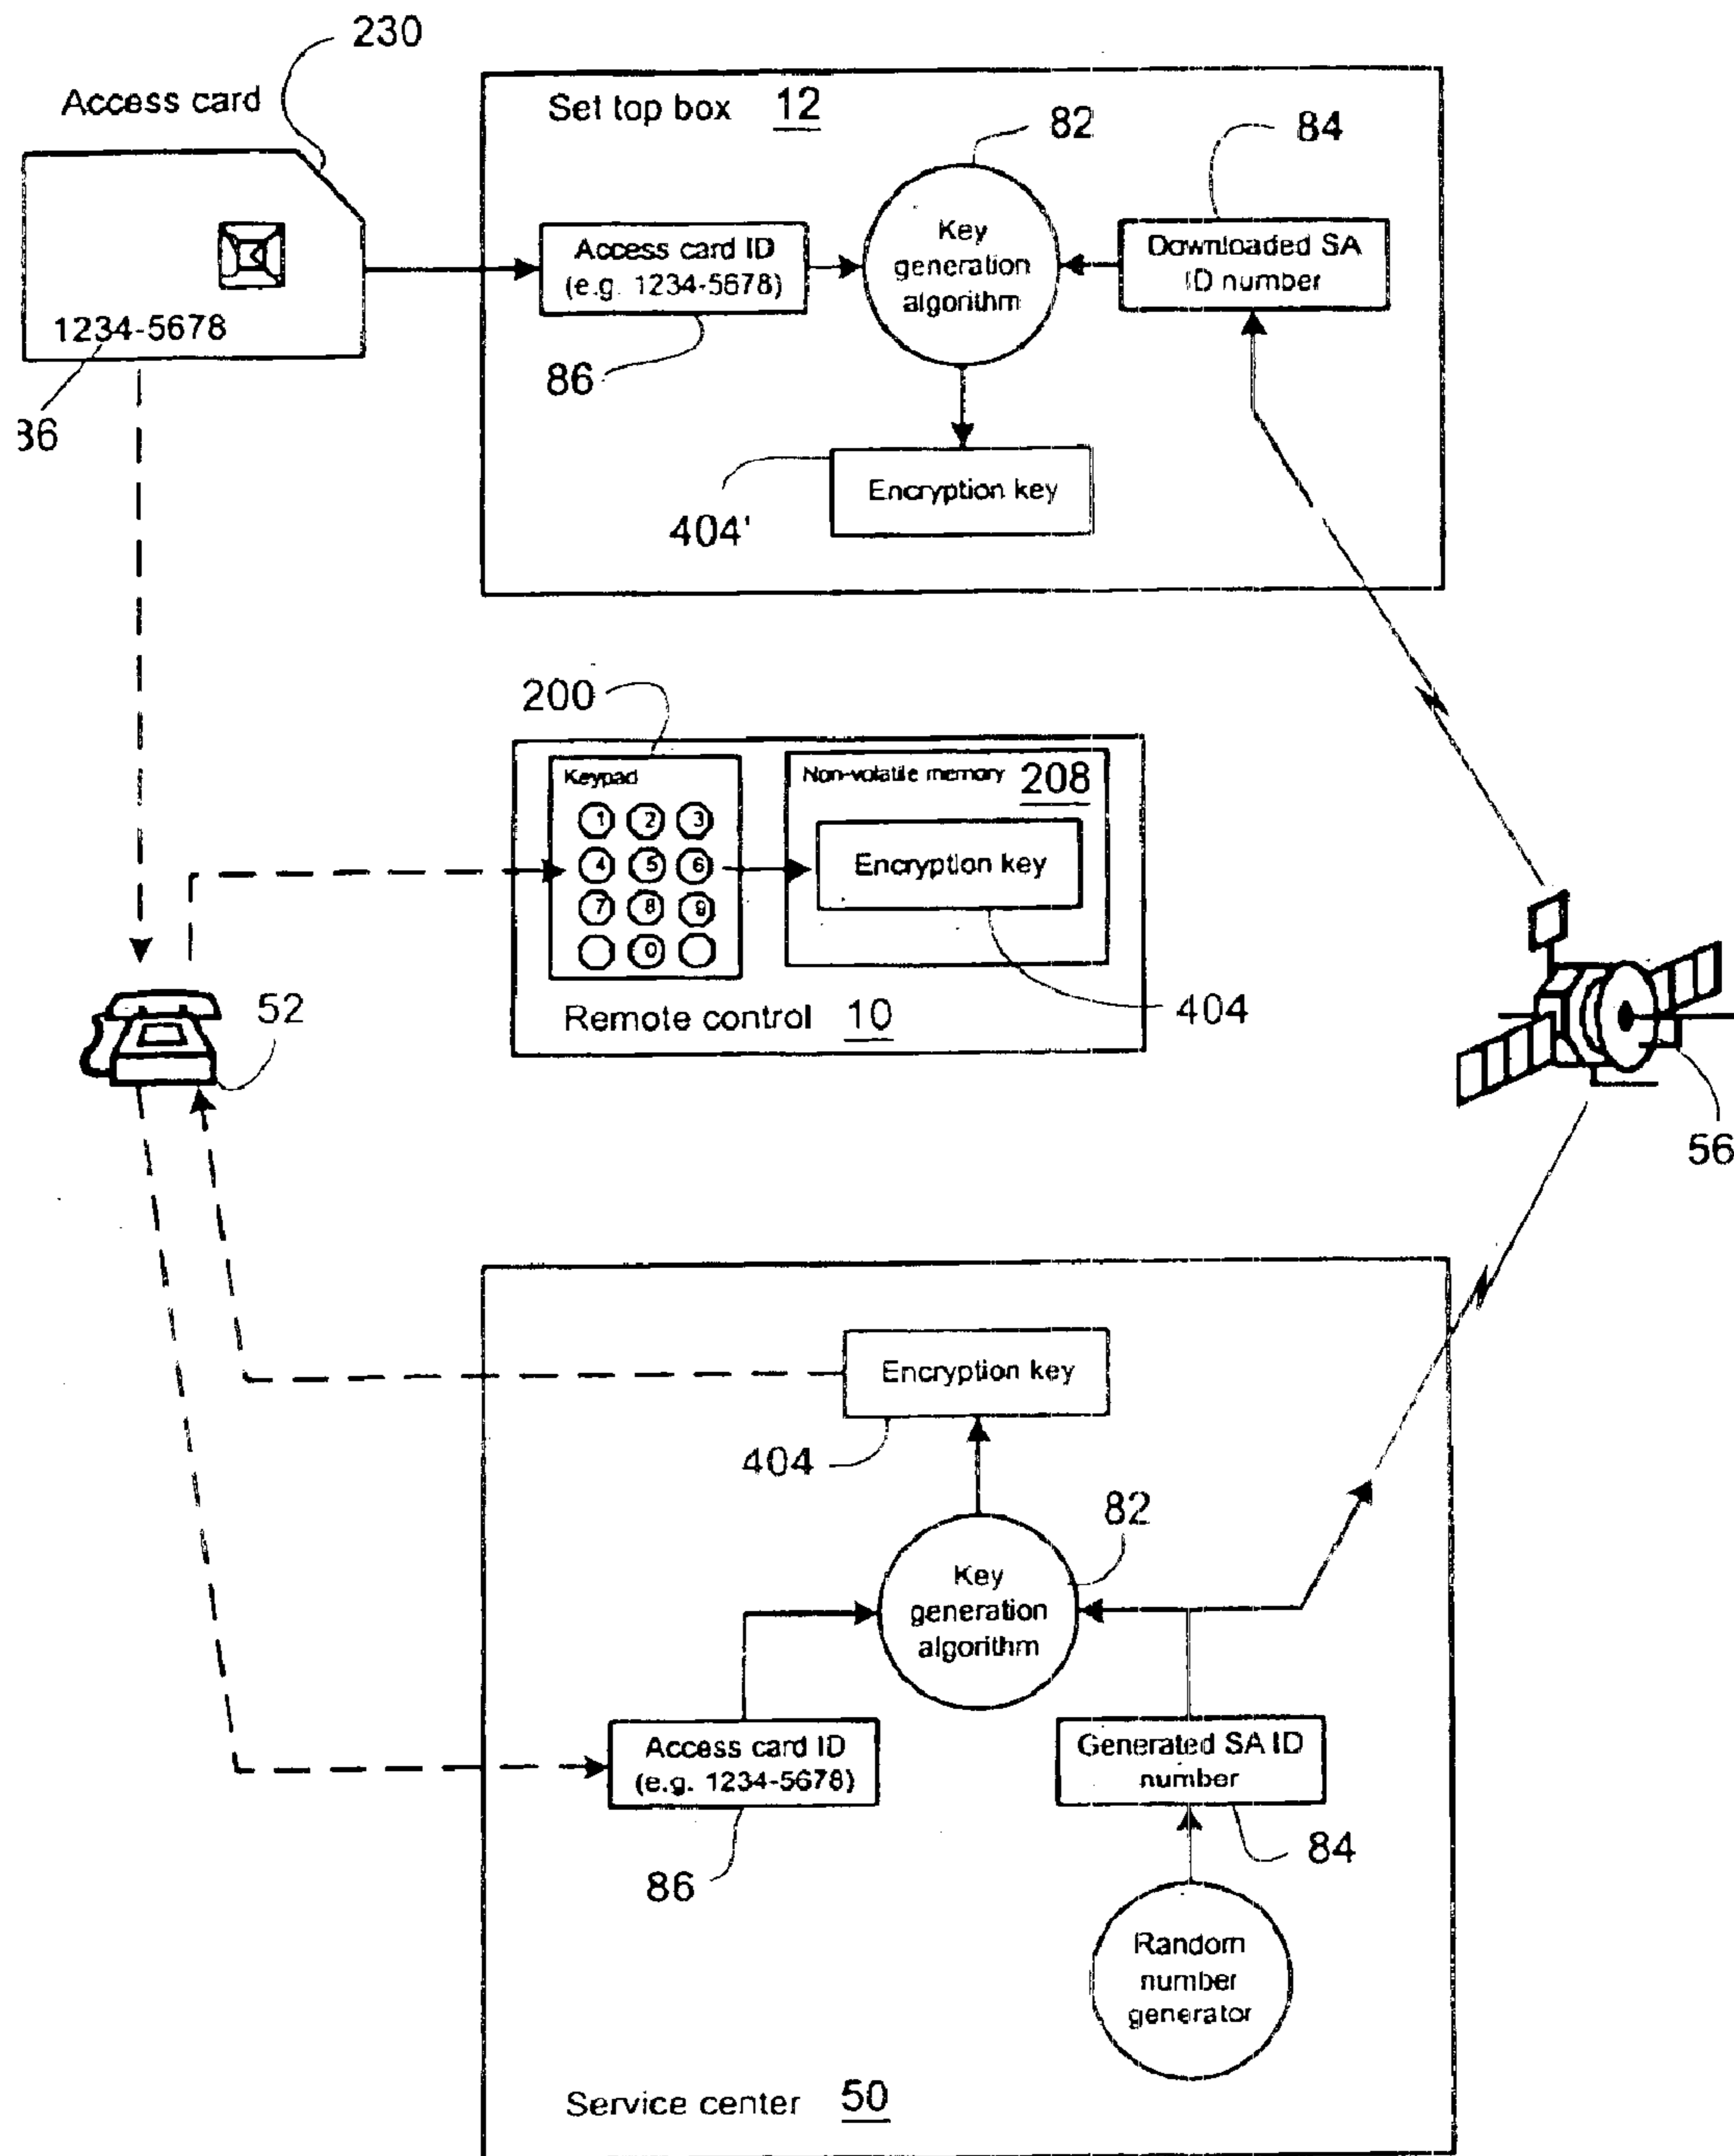 230
Access card
1234-5678
86
Set top box 12
82
84
Access card ID
(e.g. 1234-5678)
86
Key
generation
algorithm
Downloaded SA
ID number
Encryption key
404'
200
Keypad
1 2 3
4 5 6
7 8 9
0
Non-volatile memory 208
Encryption key
404
Remote control 10
52
56
Encryption key
404
82
Key
generation
algorithm
Access card ID
(e.g. 1234-5678)
86
Generated SA ID
number
84
Random
number
generator
Service center 50